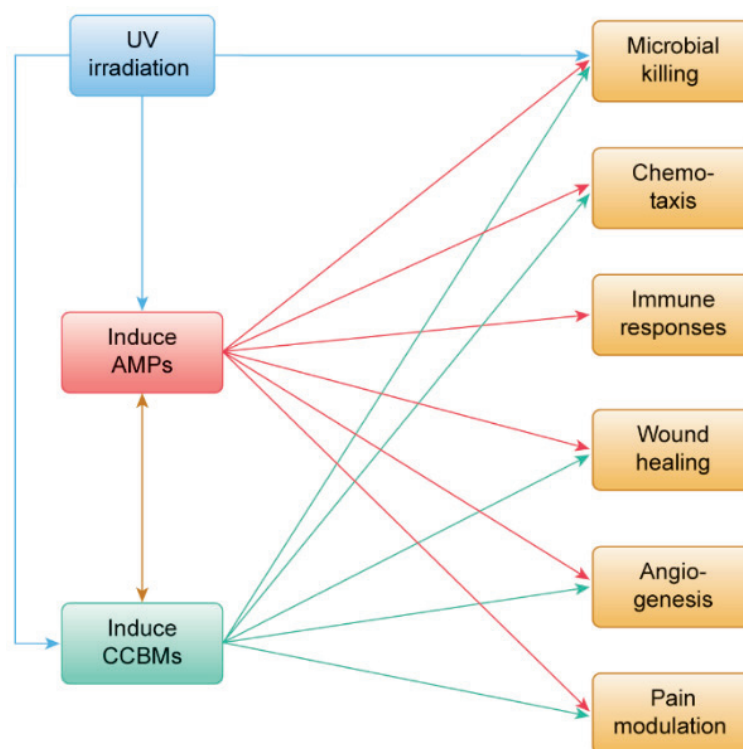 UV
irradiation
Microbial
killing
Chemo-
taxis
Immune
responses
Induce
AMPs
Wound
healing
Angio-
genesis
Induce
CCBMs
Pain
modulation